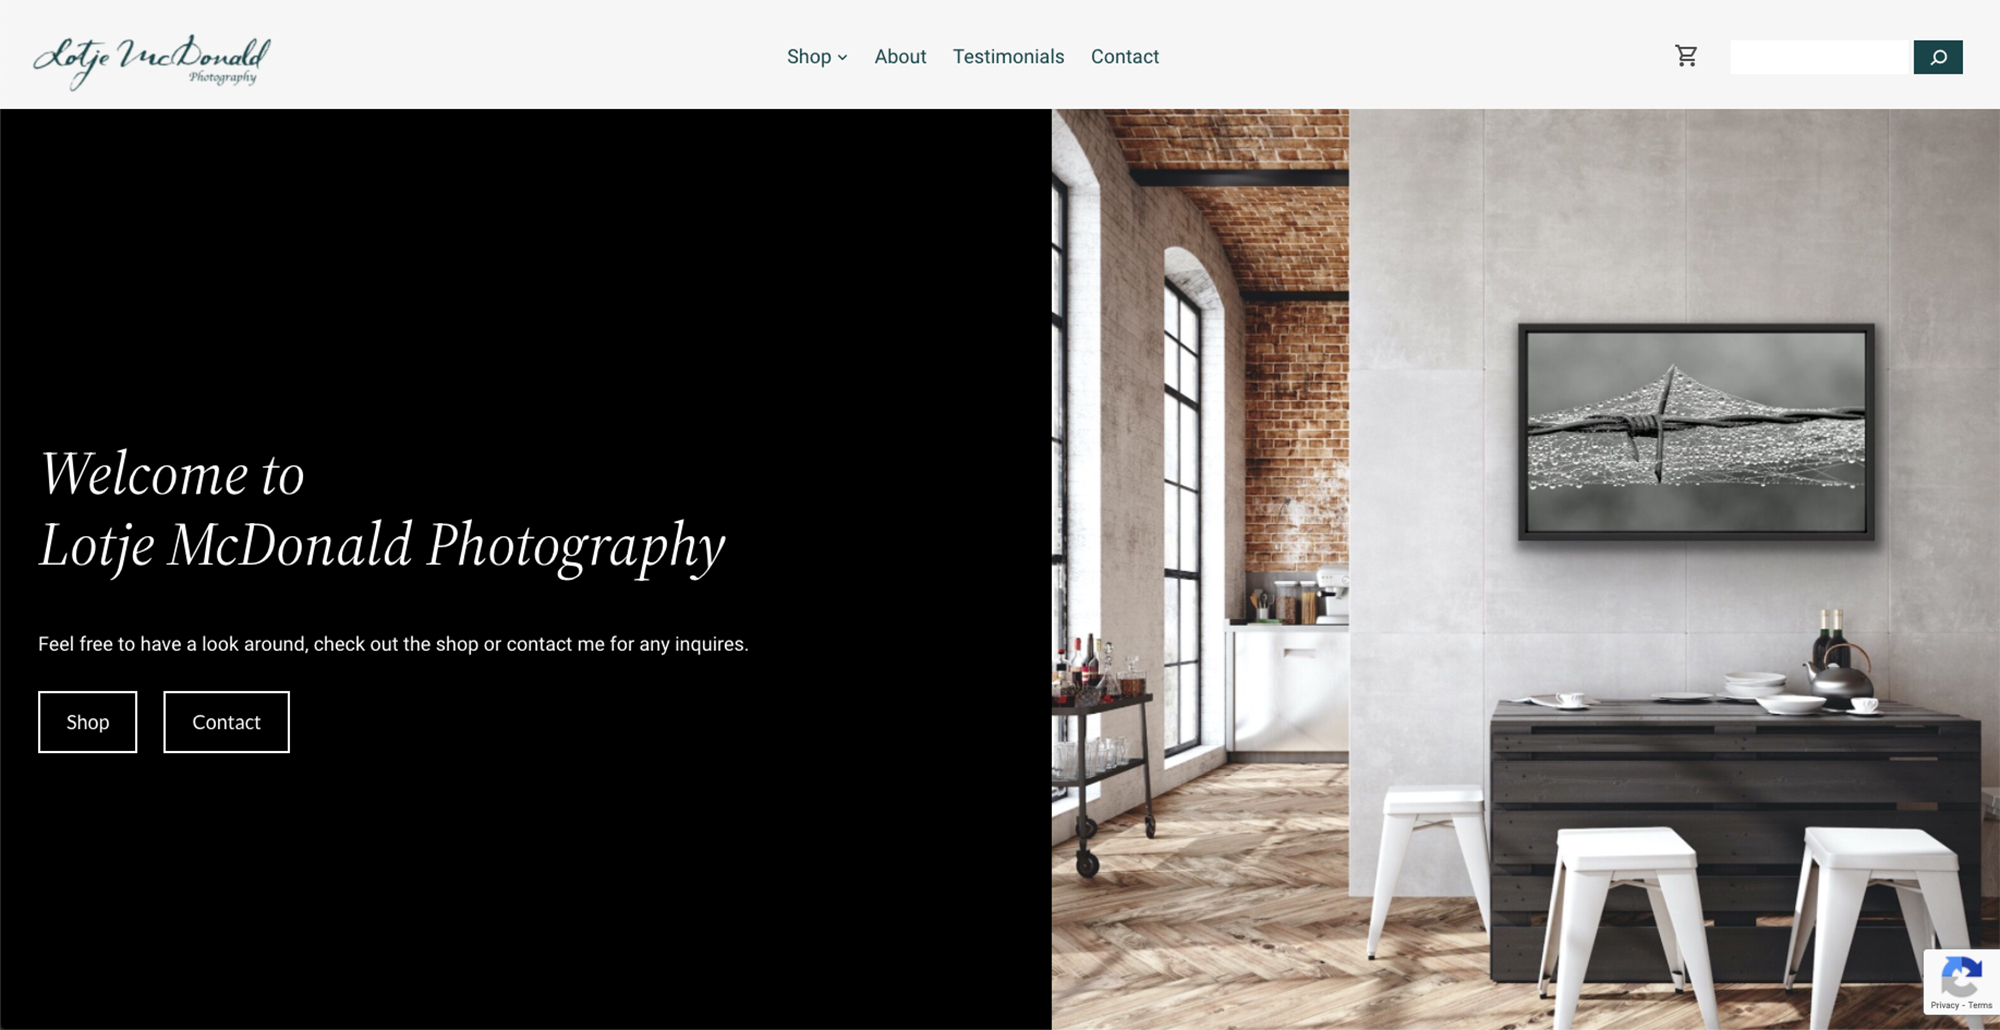 Lotje McDonald
Photography
Shop
About
Testimonials
Contact
Welcome to
Lotje McDonald Photography
Feel free to have a look around, check out the shop or contact me for any inquires.
Shop
Contact
Privacy - Terms